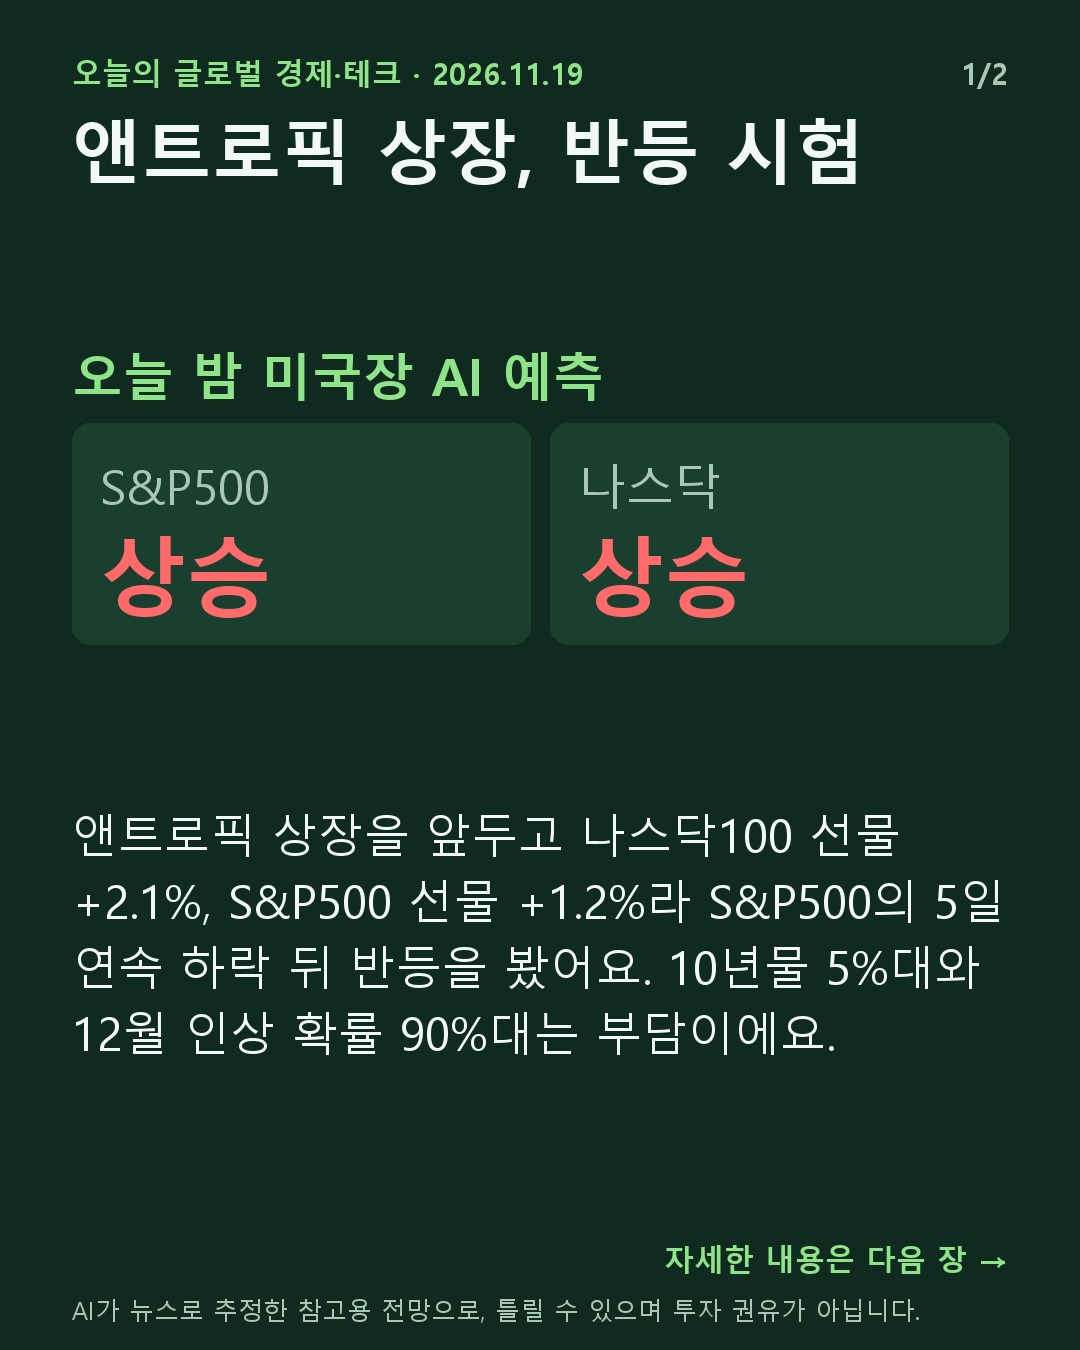 오늘의 글로벌 경제·테크 · 2026.11.19
1/2
앤트로픽 상장, 반등 시험
오늘 밤 미국장 AI 예측
S&P500
상승
나스닥
상승
앤트로픽 상장을 앞두고 나스닥100 선물
+2.1%, S&P500 선물 +1.2%라 S&P500의 5일
연속 하락 뒤 반등을 봤어요. 10년물 5%대와
12월 인상 확률 90%대는 부담이에요.
자세한 내용은 다음 장 →
AI가 뉴스로 추정한 참고용 전망으로, 틀릴 수 있으며 투자 권유가 아닙니다.